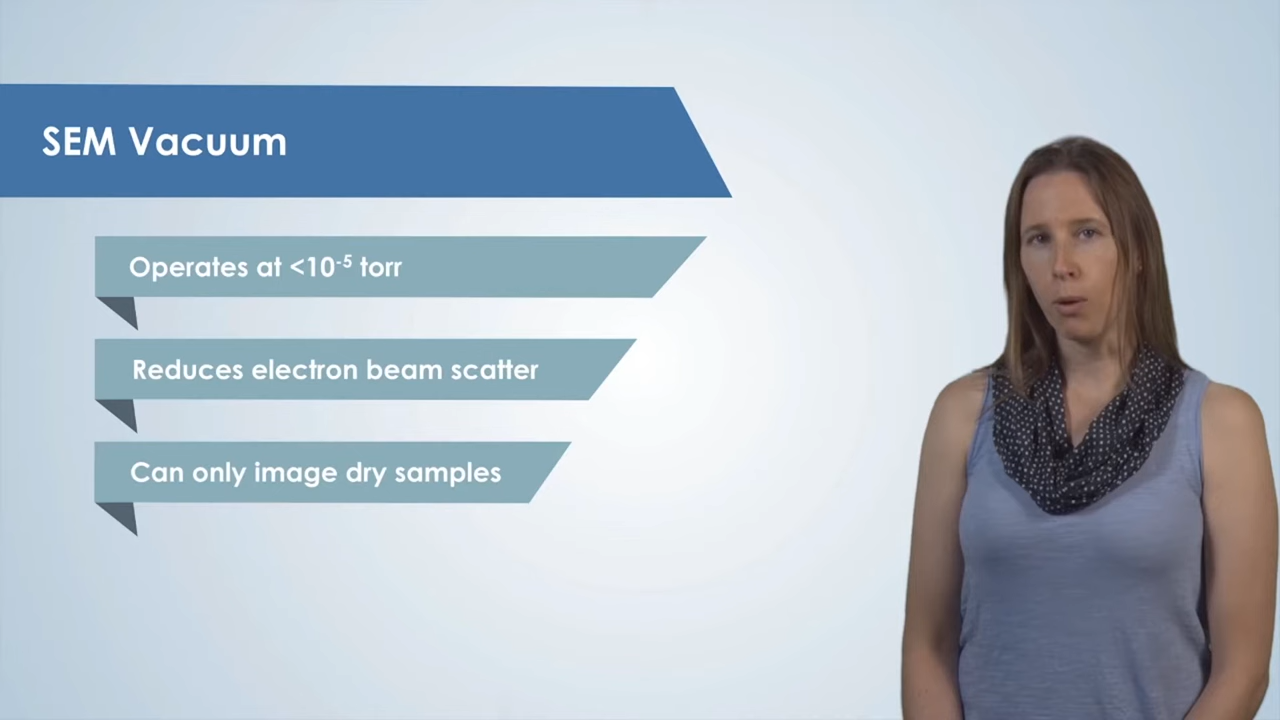 SEM Vacuum
Operates at <10⁻⁵ torr
Reduces electron beam scatter
Can only image dry samples